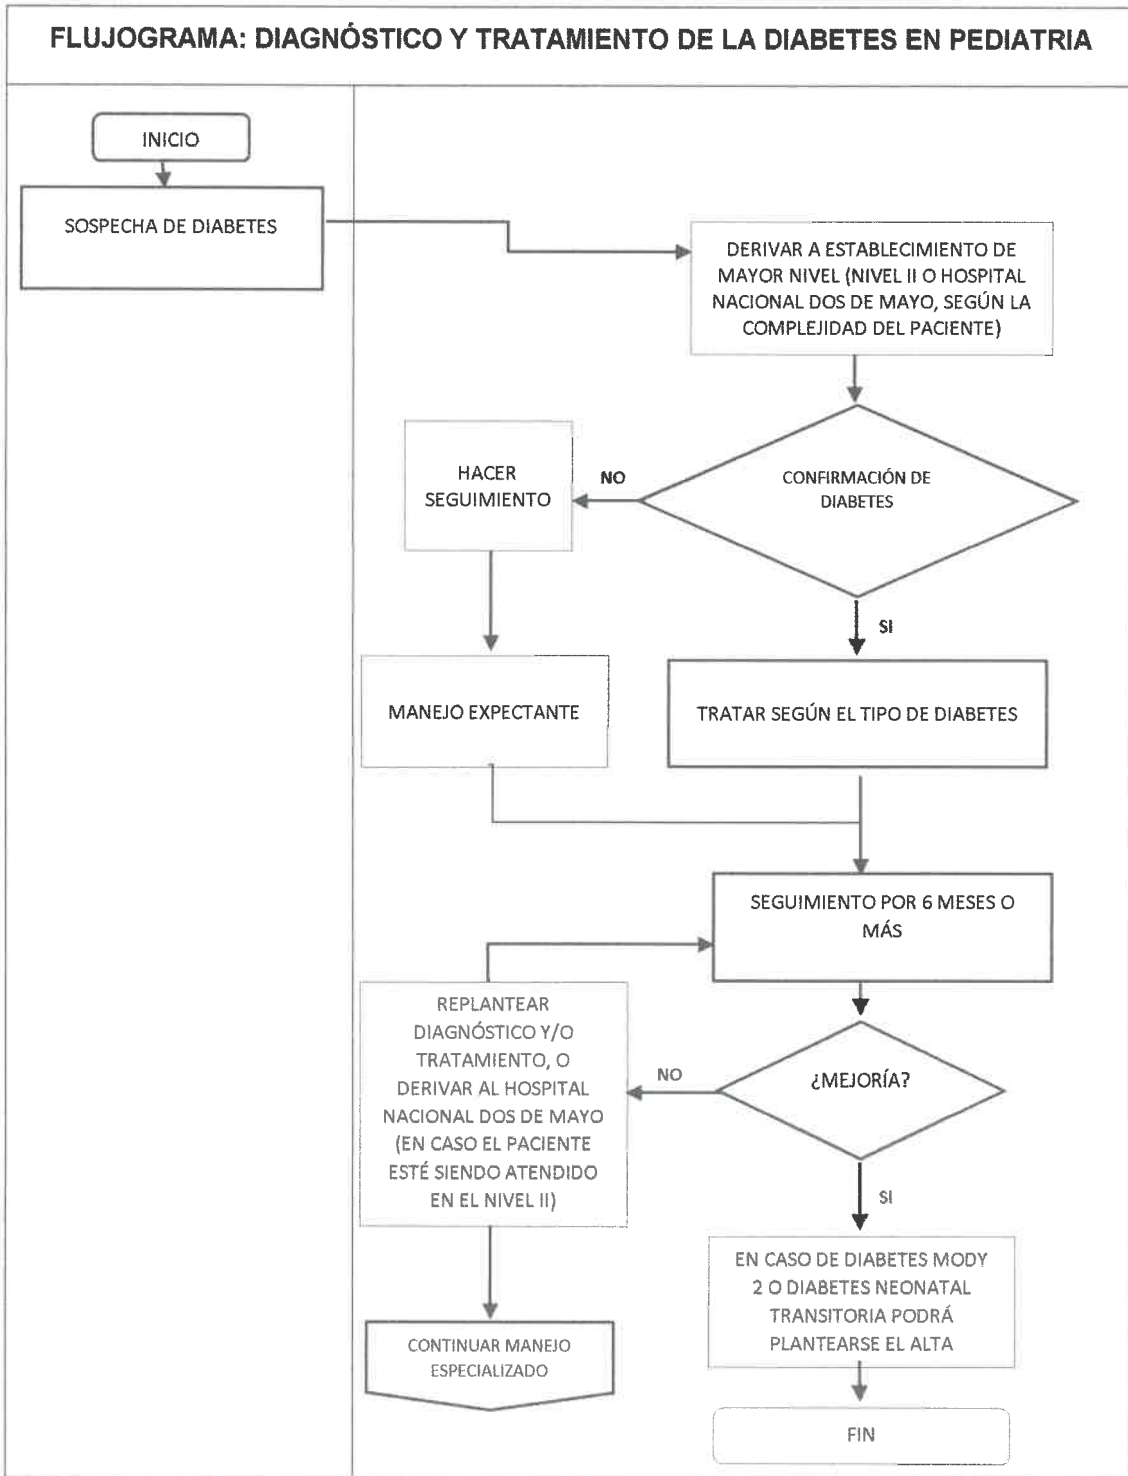 FLUJOGRAMA: DIAGNÓSTICO Y TRATAMIENTO DE LA DIABETES EN PEDIATRIA
INICIO
SOSPECHA DE DIABETES
DERIVAR A ESTABLECIMIENTO DE
MAYOR NIVEL (NIVEL II O HOSPITAL
NACIONAL DOS DE MAYO, SEGÚN LA
COMPLEJIDAD DEL PACIENTE)
CONFIRMACIÓN DE
DIABETES
NO
HACER
SEGUIMIENTO
SI
MANEJO EXPECTANTE
TRATAR SEGÚN EL TIPO DE DIABETES
SEGUIMIENTO POR 6 MESES O
MÁS
¿MEJORÍA?
NO
REPLANTEAR
DIAGNÓSTICO Y/O
TRATAMIENTO, O
DERIVAR AL HOSPITAL
NACIONAL DOS DE MAYO
(EN CASO EL PACIENTE
ESTÉ SIENDO ATENDIDO
EN EL NIVEL II)
SI
CONTINUAR MANEJO
ESPECIALIZADO
EN CASO DE DIABETES MODY
2 O DIABETES NEONATAL
TRANSITORIA PODRÁ
PLANTEARSE EL ALTA
FIN